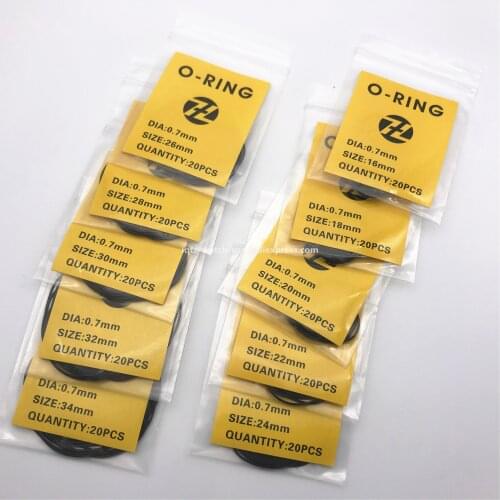 O-RING
DIA:0.7mm
SIZE:26mm
QUANTITY:20PCS
DIA:0.7mm
SIZE:28mm
QUANTITY:20PCS
DIA:0.7mm
SIZE:30mm
QUANTITY:20PCS
DIA:0.7mm
SIZE:32mm
QUANTITY:20PCS
DIA:0.7mm
SIZE:34mm
QUANTITY:20PCS
O-RING
DIA:0.7mm
SIZE:16mm
QUANTITY:20PCS
DIA:0.7mm
SIZE:18mm
QUANTITY:20PCS
DIA:0.7mm
SIZE:20mm
QUANTITY:20PCS
DIA:0.7mm
SIZE:22mm
QUANTITY:20PCS
DIA:0.7mm
SIZE:24mm
QUANTITY:20PCS